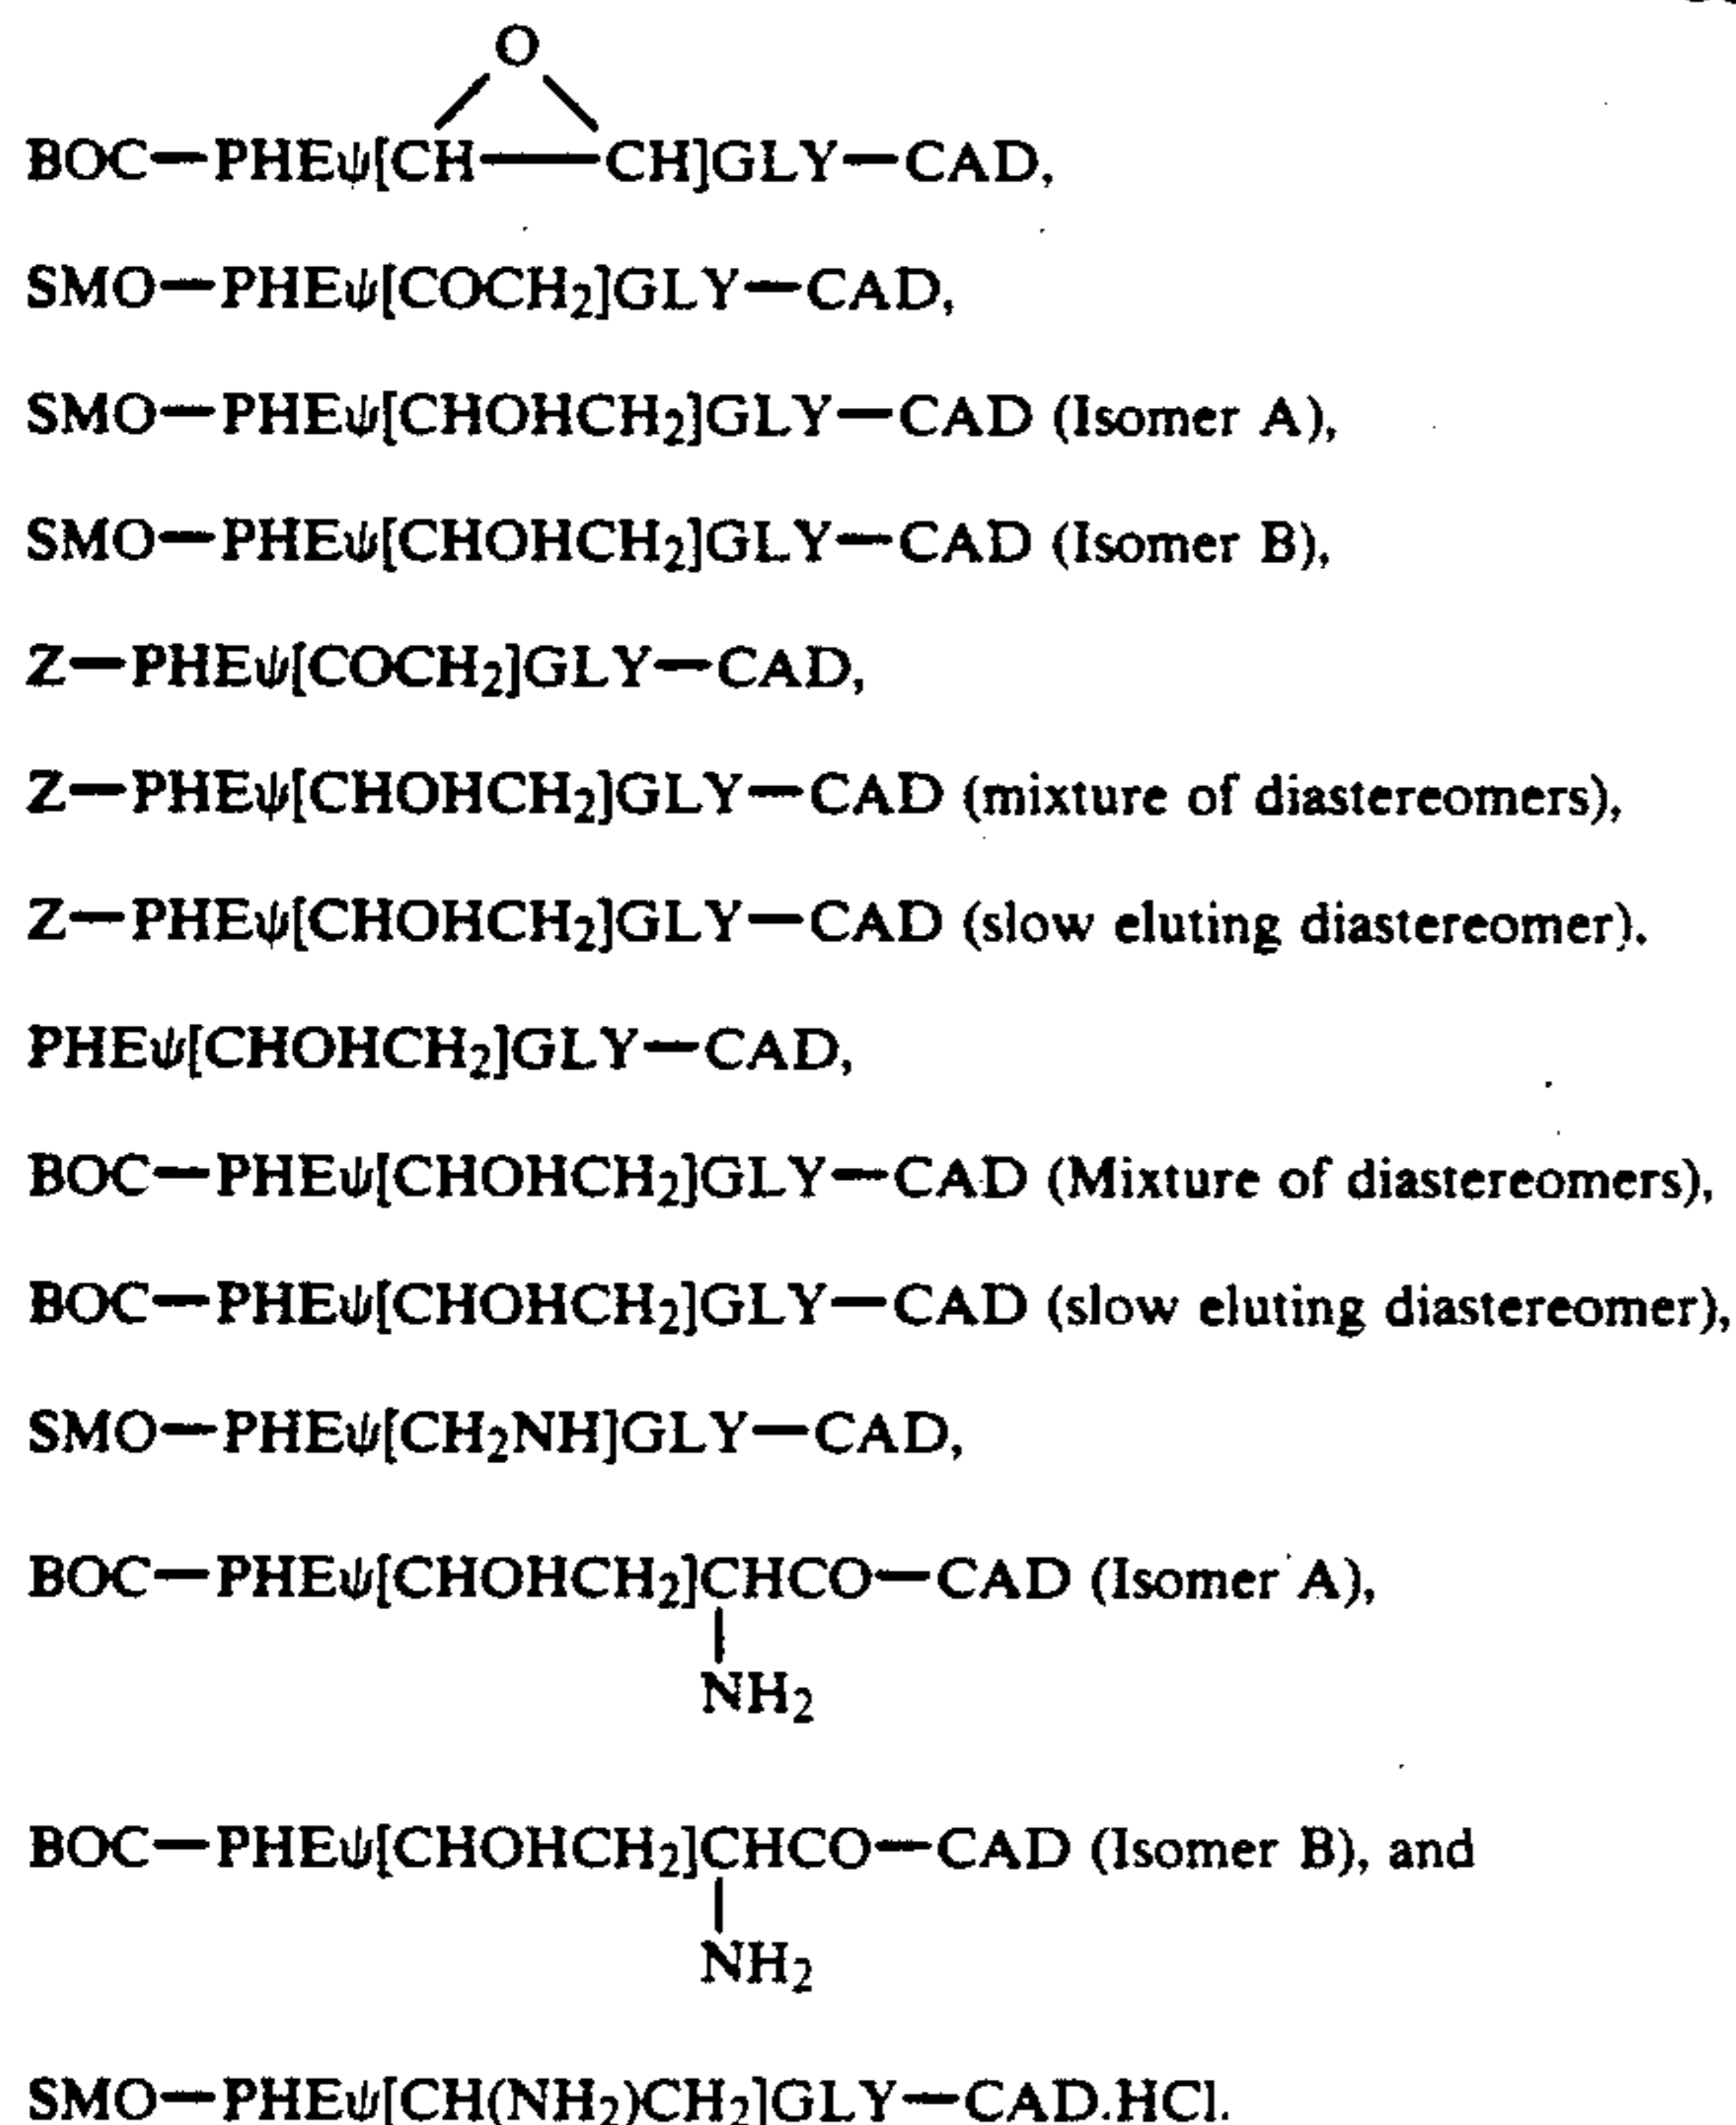 O
BOC—PHEψ[CH—CH]GLY—CAD,
SMO—PHEψ[COCH₂]GLY—CAD,
SMO—PHEψ[CHOHCH₂]GLY—CAD (Isomer A),
SMO—PHEψ[CHOHCH₂]GLY—CAD (Isomer B),
Z—PHEψ[COCH₂]GLY—CAD,
Z—PHEψ[CHOHCH₂]GLY—CAD (mixture of diastereomers),
Z—PHEψ[CHOHCH₂]GLY—CAD (slow eluting diastereomer).
PHEψ[CHOHCH₂]GLY—CAD,
BOC—PHEψ[CHOHCH₂]GLY—CAD (Mixture of diastereomers),
BOC—PHEψ[CHOHCH₂]GLY—CAD (slow eluting diastereomer),
SMO—PHEψ[CH₂NH]GLY—CAD,
BOC—PHEψ[CHOHCH₂]CHCO—CAD (Isomer A),
NH₂
BOC—PHEψ[CHOHCH₂]CHCO—CAD (Isomer B), and
NH₂
SMO—PHEψ[CH(NH₂)CH₂]GLY—CAD.HCl.